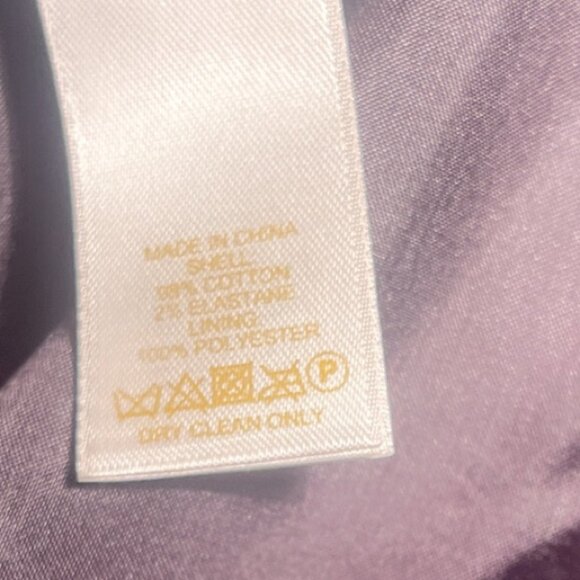 MADE IN CHINA
SHELL
98% COTTON
2% ELASTANE
LINING
100% POLYESTER
P
DRY CLEAN ONLY